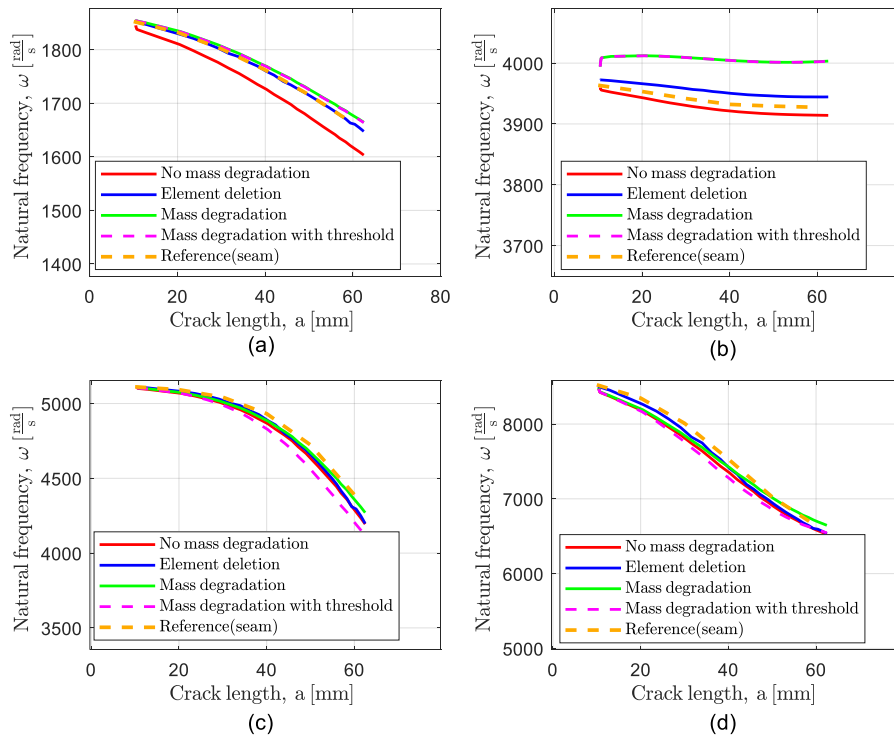 1800
1700
1600
1500
1400
Natural frequency, ω [rad/s]
No mass degradation
Element deletion
Mass degradation
Mass degradation with threshold
Reference(seam)
0 20 40 60 80
Crack length, a [mm]
(a)
4000
3900
3800
3700
Natural frequency, ω [rad/s]
No mass degradation
Element deletion
Mass degradation
Mass degradation with threshold
Reference(seam)
0 20 40 60
Crack length, a [mm]
(b)
5000
4500
4000
3500
Natural frequency, ω [rad/s]
No mass degradation
Element deletion
Mass degradation
Mass degradation with threshold
Reference(seam)
0 20 40 60
Crack length, a [mm]
(c)
8000
7000
6000
5000
Natural frequency, ω [rad/s]
No mass degradation
Element deletion
Mass degradation
Mass degradation with threshold
Reference(seam)
0 20 40 60
Crack length, a [mm]
(d)